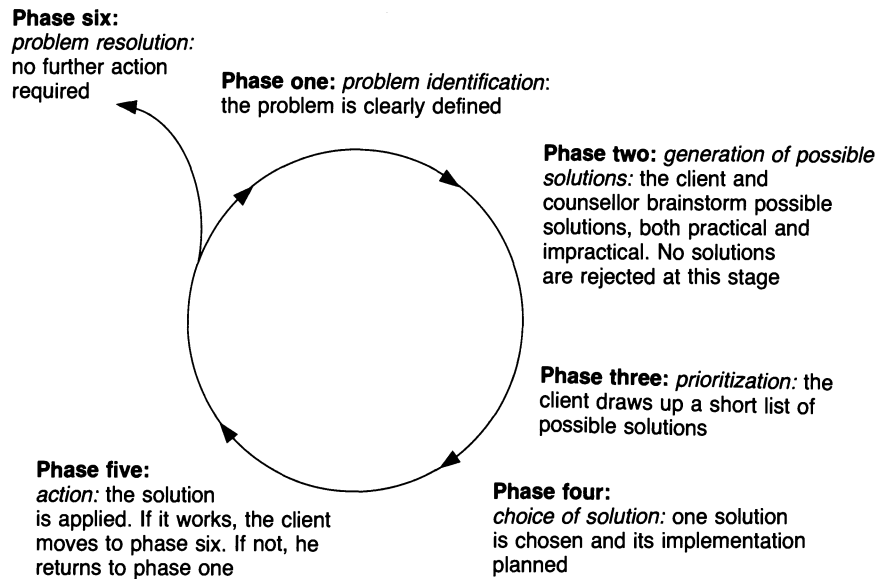 Phase six:
problem resolution:
no further action
required
Phase one: problem identification:
the problem is clearly defined
Phase two: generation of possible
solutions: the client and
counsellor brainstorm possible
solutions, both practical and
impractical. No solutions
are rejected at this stage
Phase three: prioritization: the
client draws up a short list of
possible solutions
Phase four:
choice of solution: one solution
is chosen and its implementation
planned
Phase five:
action: the solution
is applied. If it works, the client
moves to phase six. If not, he
returns to phase one